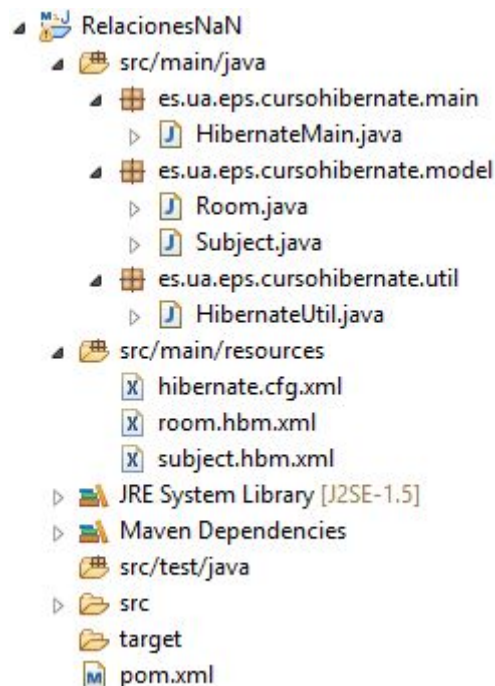 RelacionesNaN
src/main/java
es.ua.eps.cursohibernate.main
HibernateMain.java
es.ua.eps.cursohibernate.model
Room.java
Subject.java
es.ua.eps.cursohibernate.util
HibernateUtil.java
src/main/resources
hibernate.cfg.xml
room.hbm.xml
subject.hbm.xml
JRE System Library [J2SE-1.5]
Maven Dependencies
src/test/java
src
target
pom.xml